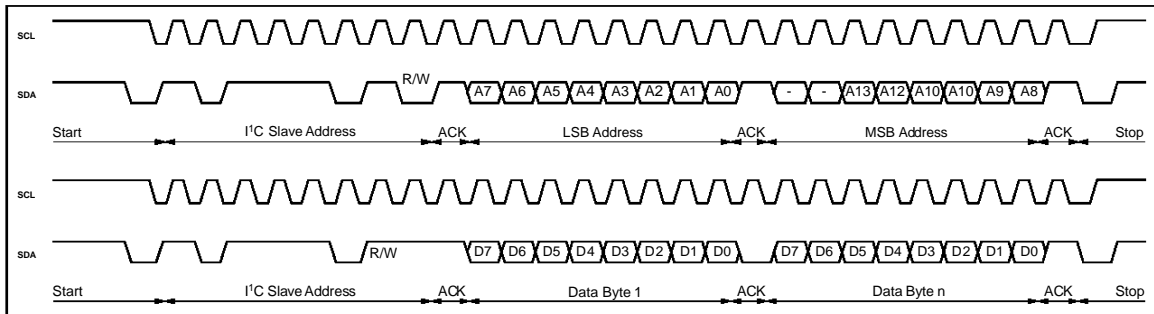 SCL
R/W
SDA A7 A6 A5 A4 A3 A2 A1 A0 - - A13 A12 A10 A10 A9 A8
Start I¹C Slave Address ACK LSB Address ACK MSB Address ACK Stop
SCL
SDA R/W D7 D6 D5 D4 D3 D2 D1 D0 D7 D6 D5 D4 D3 D2 D1 D0
Start I¹C Slave Address ACK Data Byte 1 ACK Data Byte n ACK Stop